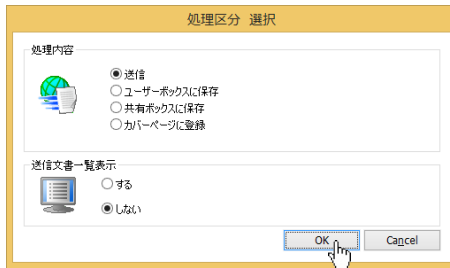 処理区分 選択
処理内容
送信
ユーザーボックスに保存
共有ボックスに保存
カバーページに登録
送信文書一覧表示
する
しない
OK Cancel